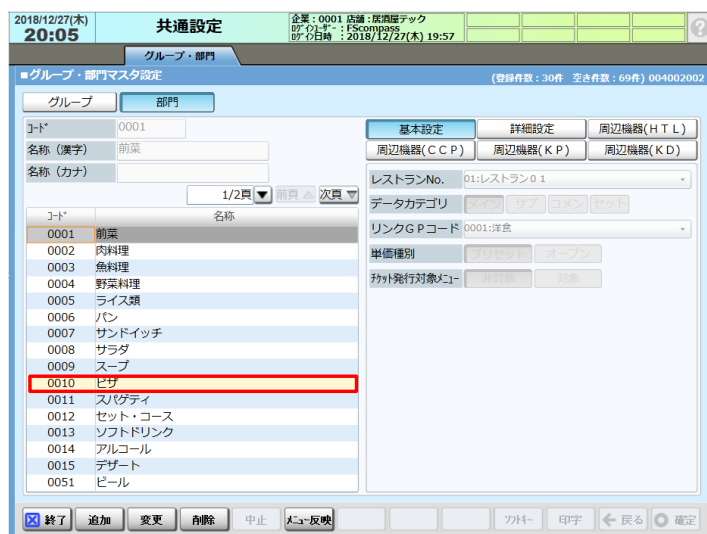 2018/12/27(木)
20:05
共通設定
企業：0001 店舗：居酒屋テック
ﾛｸﾞｲﾝﾕｰｻﾞｰ：FScompass
ﾛｸﾞｲﾝ日時 ：2018/12/27(木) 19:57
グループ・部門
■グループ・部門マスタ設定
(登録件数：30件 空き件数：69件) 004002002
グループ
部門
ｺｰﾄﾞ 0001
名称（漢字） 前菜
名称（カナ）
1/2頁 ▼ 前頁 △ 次頁 ▽
ｺｰﾄﾞ 名称
0001 前菜
0002 肉料理
0003 魚料理
0004 野菜料理
0005 ライス類
0006 パン
0007 サンドイッチ
0008 サラダ
0009 スープ
0010 ピザ
0011 スパゲティ
0012 セット・コース
0013 ソフトドリンク
0014 アルコール
0015 デザート
0051 ビール
基本設定 詳細設定 周辺機器(ＨＴＬ)
周辺機器(ＣＣＰ) 周辺機器(ＫＰ) 周辺機器(ＫＤ)
レストランNo. 01:レストラン０１
データカテゴリ メイン サブ コメン セット
リンクＧＰコード 0001:洋食
単価種別 プリセット オープン
ﾁｹｯﾄ発行対象ﾒﾆｭｰ 非対象 対象
終了 追加 変更 削除 中止 ﾒﾆｭｰ反映 ｿﾌﾄｷｰ 印字 戻る 確定